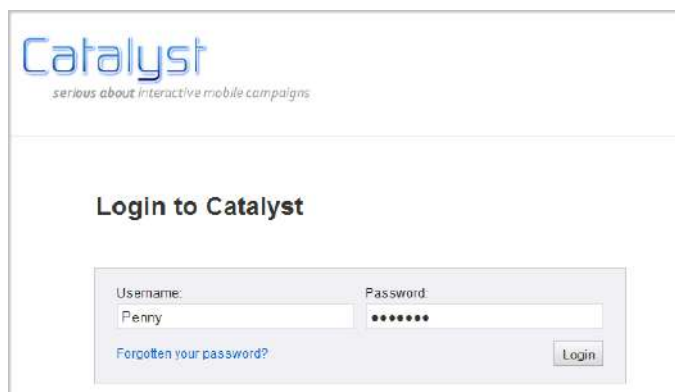 Catalyst
serious about interactive mobile campaigns
Login to Catalyst
Username: Password:
Penny •••••••
Forgotten your password? Login